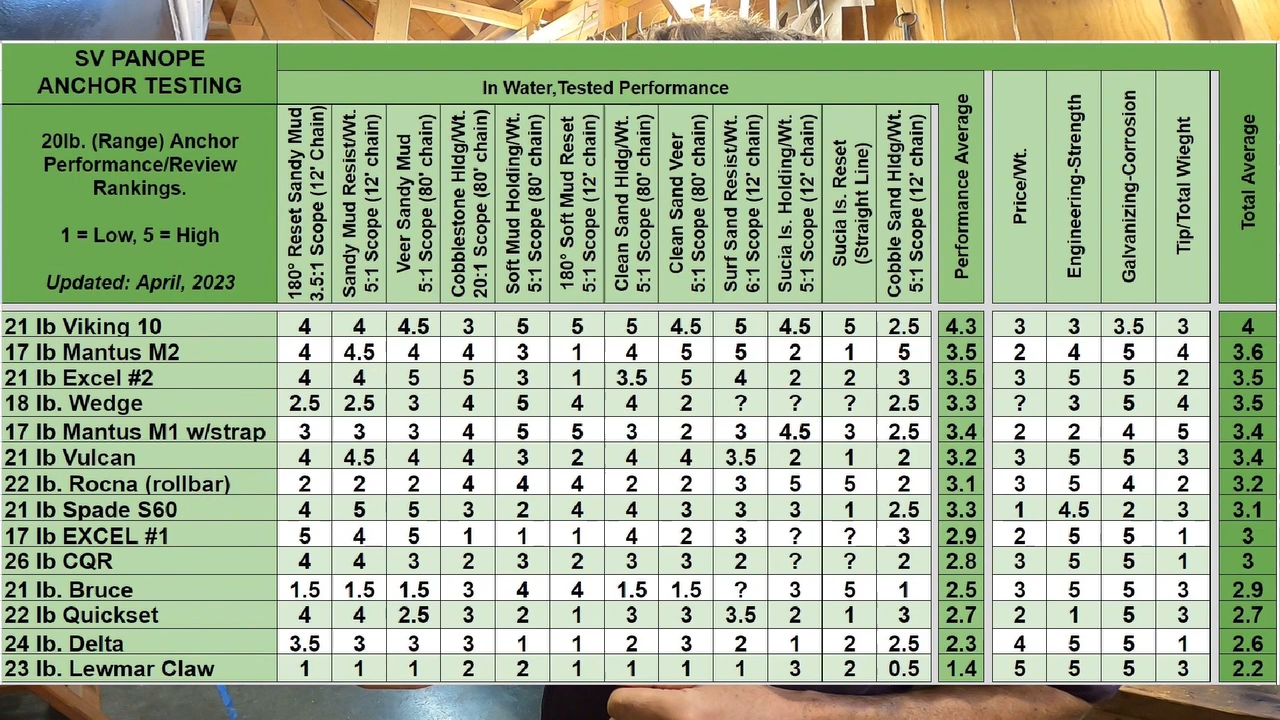 SV PANOPE
ANCHOR TESTING
20lb. (Range) Anchor
Performance/Review
Rankings.
1 = Low, 5 = High
Updated: April, 2023
In Water,Tested Performance
180° Reset Sandy Mud
3.5:1 Scope (12' Chain)
Sandy Mud Resist/Wt.
5:1 Scope (12' chain)
Veer Sandy Mud
5:1 Scope (80' chain)
Cobblestone Hldg/Wt.
20:1 Scope (80' chain)
Soft Mud Holding/Wt.
5:1 Scope (80' chain)
180° Soft Mud Reset
5:1 Scope (12' chain)
Clean Sand Hldg/Wt.
5:1 Scope (80' chain)
Clean Sand Veer
5:1 Scope (80' chain)
Surf Sand Resist/Wt.
6:1 Scope (12' chain)
Sucia Is. Holding/Wt.
5:1 Scope (12' chain)
Sucia Is. Reset
(Straight Line)
Cobble Sand Hldg/Wt.
5:1 Scope (12' chain)
Performance Average
Price/Wt.
Engineering-Strength
Galvanizing-Corrosion
Tip/Total Wieght
Total Average
21 lb Viking 10 4 4 4.5 3 5 5 5 4.5 5 4.5 5 2.5 4.3 3 3 3.5 3 4
17 lb Mantus M2 4 4.5 4 4 3 1 4 5 5 2 1 5 3.5 2 4 5 4 3.6
21 lb Excel #2 4 4 5 5 3 1 3.5 5 4 2 2 3 3.5 3 5 5 2 3.5
18 lb. Wedge 2.5 2.5 3 4 5 4 4 2 ? ? ? 2.5 3.3 ? 3 5 4 3.5
17 lb Mantus M1 w/strap 3 3 3 4 5 5 3 2 3 4.5 3 2.5 3.4 2 2 4 5 3.4
21 lb Vulcan 4 4.5 4 4 3 2 4 4 3.5 2 1 2 3.2 3 5 5 3 3.4
22 lb. Rocna (rollbar) 2 2 2 4 4 4 2 2 3 5 5 2 3.1 3 5 4 2 3.2
21 lb Spade S60 4 5 5 3 2 4 4 3 3 3 1 2.5 3.3 1 4.5 2 3 3.1
17 lb EXCEL #1 5 4 5 1 1 1 4 2 3 ? ? 3 2.9 2 5 5 1 3
26 lb CQR 4 4 3 2 3 2 3 3 2 ? ? 2 2.8 3 5 5 1 3
21 lb. Bruce 1.5 1.5 1.5 3 4 4 1.5 1.5 ? 3 5 1 2.5 3 5 5 3 2.9
22 lb Quickset 4 4 2.5 3 2 1 3 3 3.5 2 1 3 2.7 2 1 5 3 2.7
24 lb. Delta 3.5 3 3 3 1 1 2 3 2 1 2 2.5 2.3 4 5 5 1 2.6
23 lb. Lewmar Claw 1 1 1 2 2 1 1 1 1 3 2 0.5 1.4 5 5 5 3 2.2